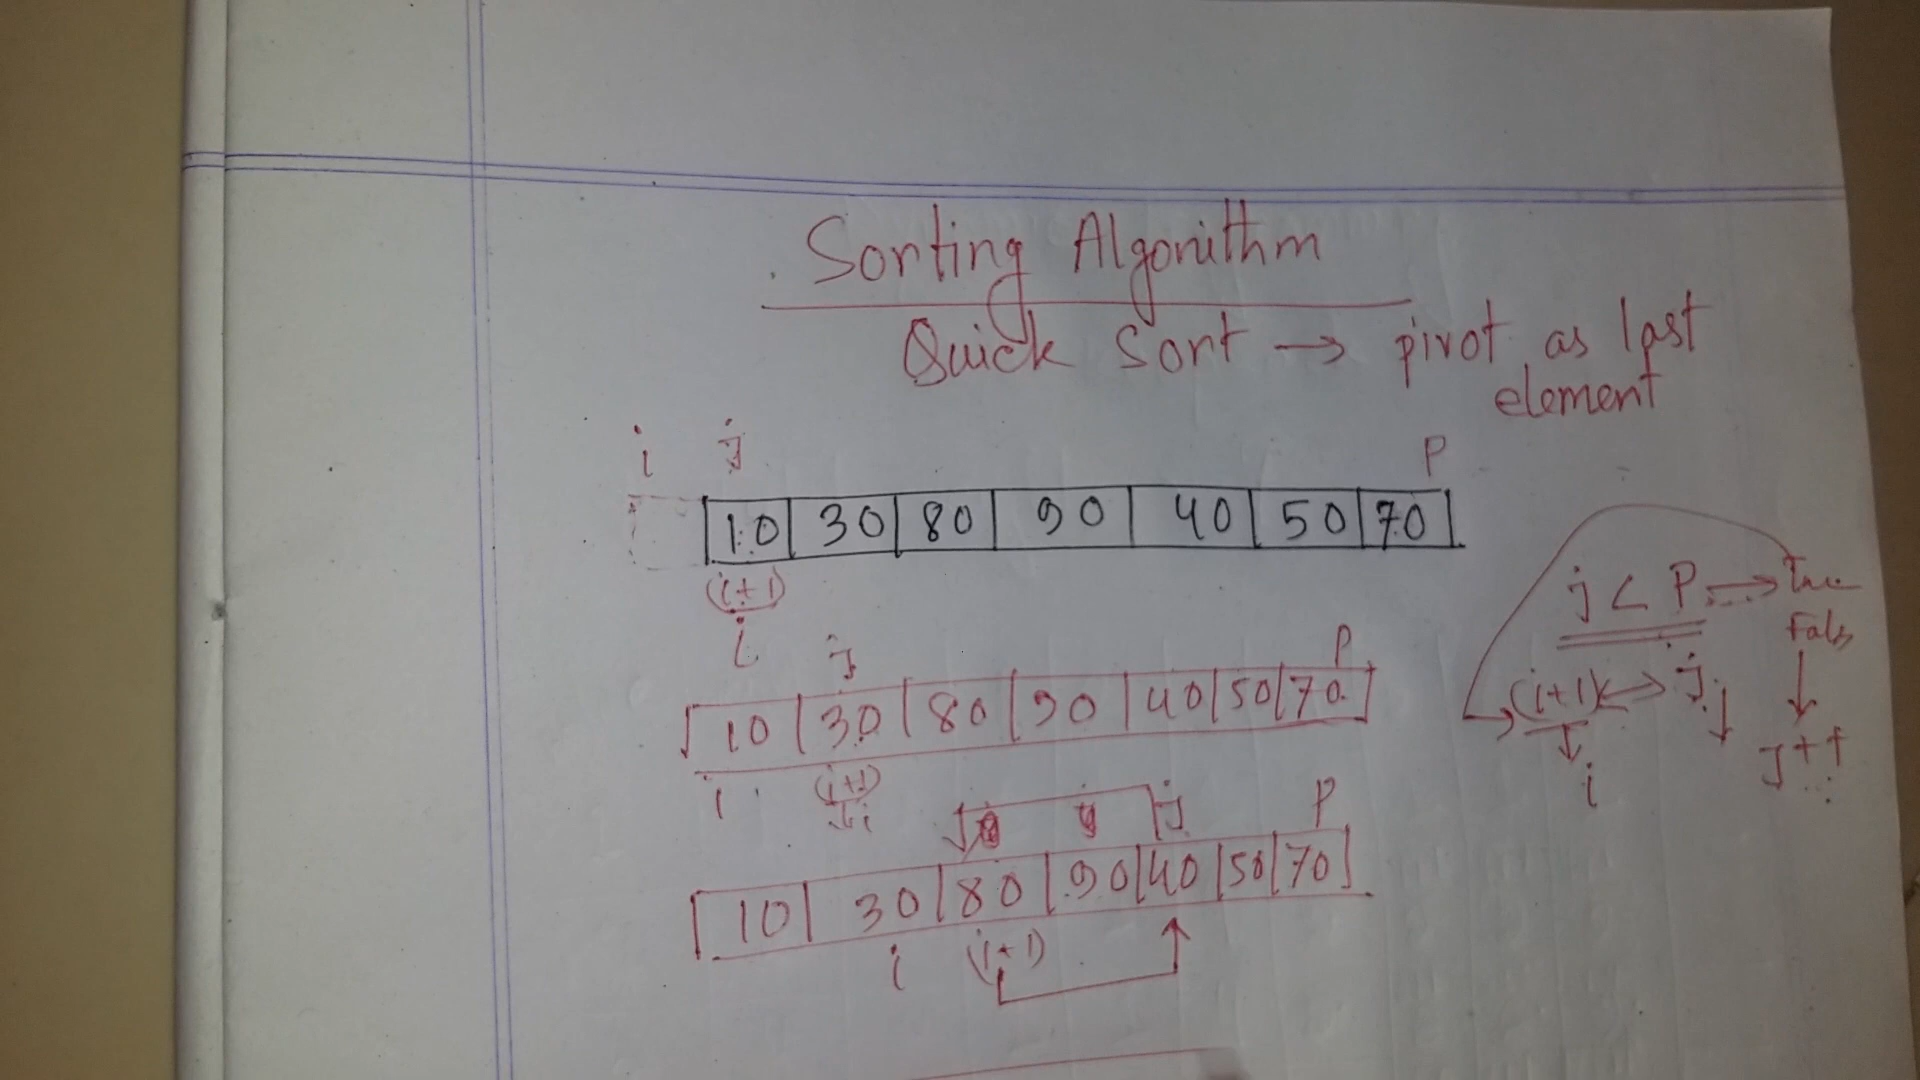 Sorting Algorithm
Quick Sort → pivot as last
element
i j P
10 30 80 90 40 50 70
(i+1)
i j P
10 30 80 90 40 50 70
i (i+1)
i
j P
10 30 80 90 40 50 70
i (i+1)
j < P → True
Fals
(i+1) ↔ j
i
J++